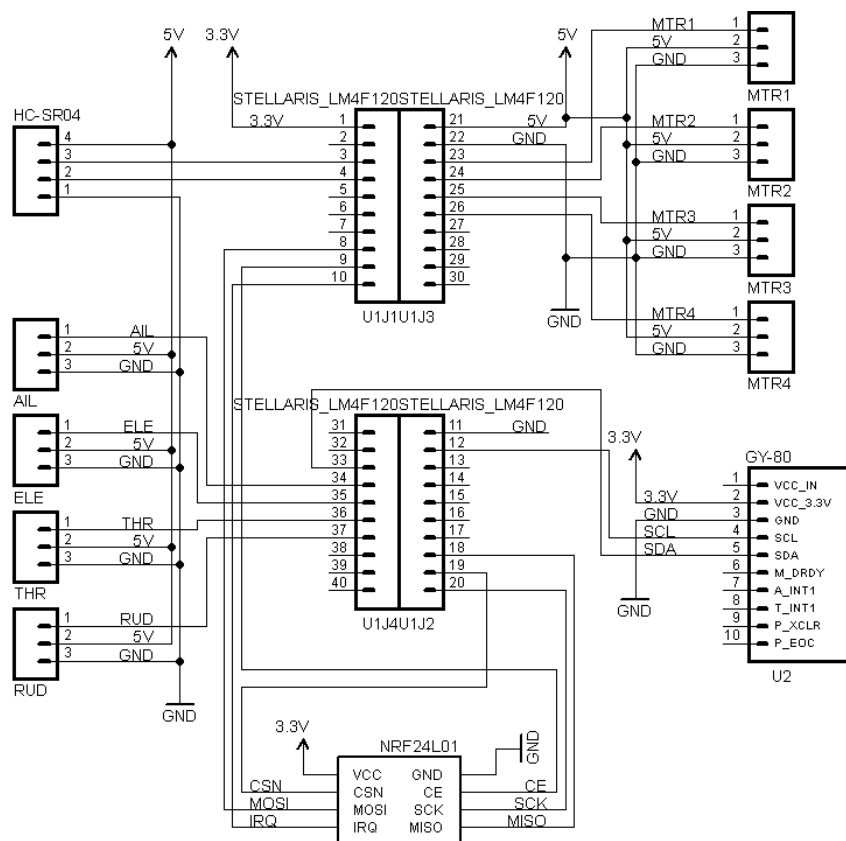 5V
3.3V
5V
STELLARIS_LM4F120STELLARIS_LM4F120
HC-SR04
4
3
2
1
3.3V
1
2
3
4
5
6
7
8
9
10
21
22
23
24
25
26
27
28
29
30
5V
GND
U1J1U1J3
GND
MTR1
5V
GND
1
2
3
MTR1
MTR2
5V
GND
1
2
3
MTR2
MTR3
5V
GND
1
2
3
MTR3
MTR4
5V
GND
1
2
3
MTR4
1
2
3
AIL
5V
GND
AIL
1
2
3
ELE
5V
GND
ELE
1
2
3
THR
5V
GND
THR
1
2
3
RUD
5V
GND
RUD
GND
STELLARIS_LM4F120STELLARIS_LM4F120
31
32
33
34
35
36
37
38
39
40
11
12
13
14
15
16
17
18
19
20
GND
U1J4U1J2
3.3V
GY-80
3.3V
GND
SCL
SDA
GND
1 VCC_IN
2 VCC_3.3V
3 GND
4 SCL
5 SDA
6 M_DRDY
7 A_INT1
8 T_INT1
9 P_XCLR
10 P_EOC
U2
3.3V
NRF24L01
GND
VCC GND
CSN CSN CE CE
MOSI MOSI SCK SCK
IRQ IRQ MISO MISO